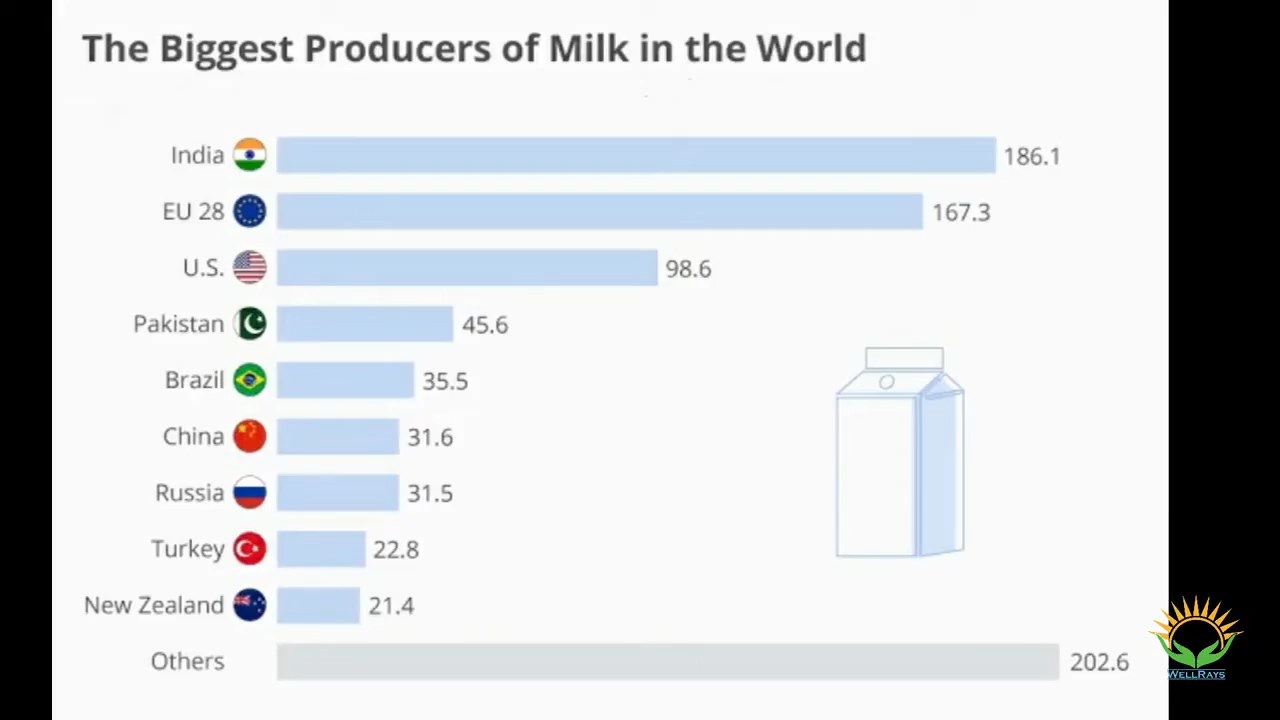 The Biggest Producers of Milk in the World
India 186.1
EU 28 167.3
U.S. 98.6
Pakistan 45.6
Brazil 35.5
China 31.6
Russia 31.5
Turkey 22.8
New Zealand 21.4
Others 202.6
WellRays